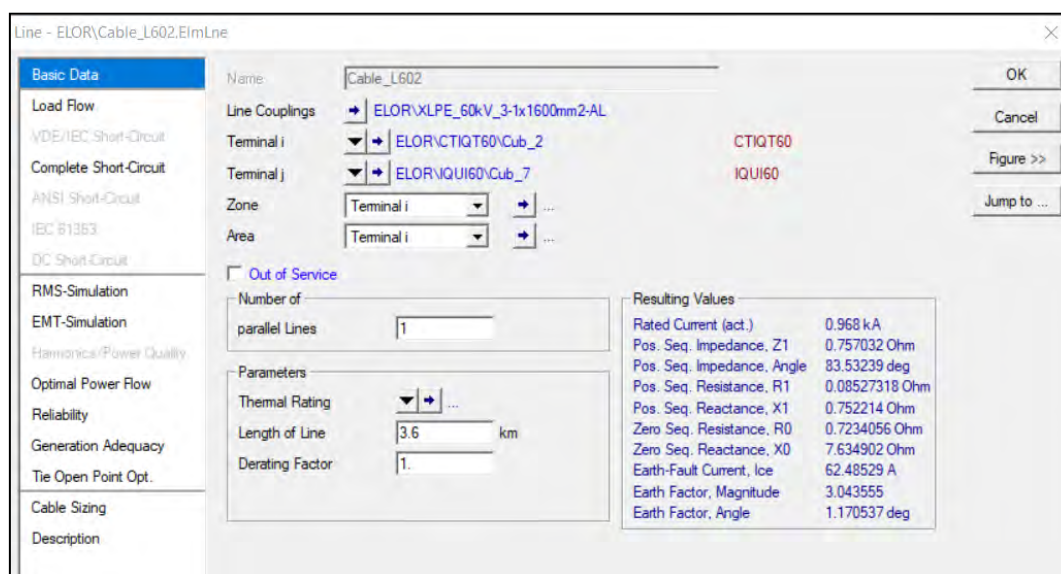 Line - ELOR\Cable_L602.ElmLne
Basic Data
Load Flow
VDE/IEC Short-Circuit
Complete Short-Circuit
ANSI Short-Circuit
IEC 61363
DC Short-Circuit
RMS-Simulation
EMT-Simulation
Harmonics/Power Quality
Optimal Power Flow
Reliability
Generation Adequacy
Tie Open Point Opt.
Cable Sizing
Description
Name Cable_L602
Line Couplings ELOR\XLPE_60kV_3-1x1600mm2-AL
Terminal i ELOR\CTIQT60\Cub_2 CTIQT60
Terminal j ELOR\IQUI60\Cub_7 IQUI60
Zone Terminal i ...
Area Terminal i ...
Out of Service
Number of
parallel Lines 1
Parameters
Thermal Rating ...
Length of Line 3.6 km
Derating Factor 1.
Resulting Values
Rated Current (act.) 0.968 kA
Pos. Seq. Impedance, Z1 0.757032 Ohm
Pos. Seq. Impedance, Angle 83.53239 deg
Pos. Seq. Resistance, R1 0.08527318 Ohm
Pos. Seq. Reactance, X1 0.752214 Ohm
Zero Seq. Resistance, R0 0.7234056 Ohm
Zero Seq. Reactance, X0 7.634902 Ohm
Earth-Fault Current, Ice 62.48529 A
Earth Factor, Magnitude 3.043555
Earth Factor, Angle 1.170537 deg
OK
Cancel
Figure >>
Jump to ...